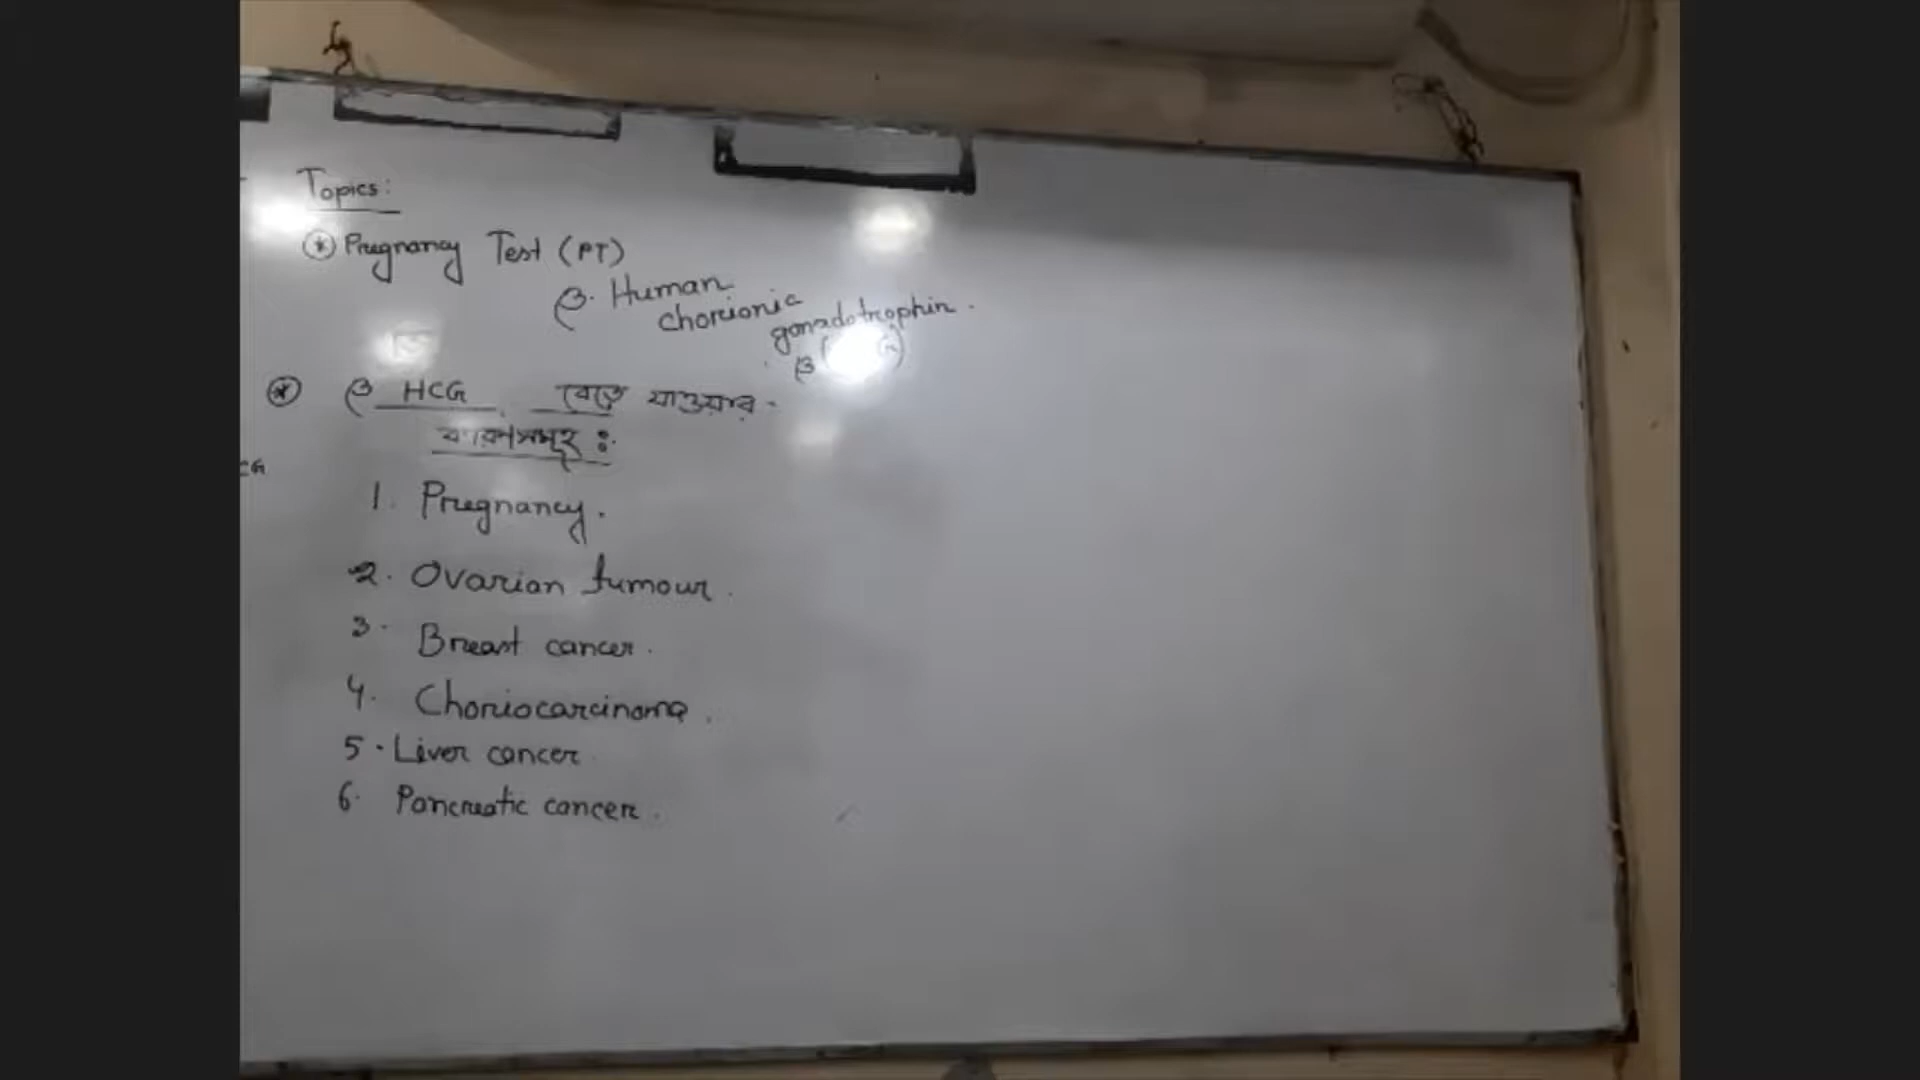 Topics:
* Pregnancy Test (PT)
β. Human
chorionic
gonadotrophin.
β
* β HCG বেড়ে যাওয়ার -
কারণসমূহ :
CG
1. Pregnancy.
2. Ovarian tumour.
3. Breast cancer.
4. Choriocarcinoma.
5. Liver cancer
6. Pancreatic cancer.